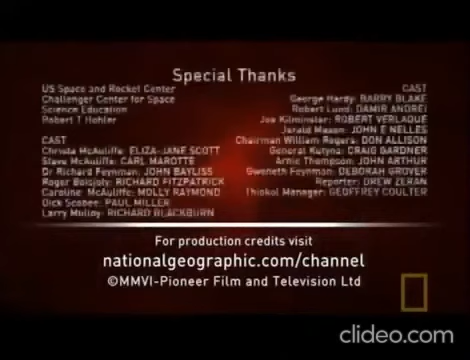 Special Thanks
US Space and Rocket Center
Challenger Center for Space
Science Education
Robert T Hohler
CAST
Christa McAuliffe: ELIZA-JANE SCOTT
Steve McAuliffe: CARL MAROTTE
Dr Richard Feynman: JOHN BAYLISS
Roger Boisjoly: RICHARD FITZPATRICK
Caroline McAuliffe: MOLLY RAYMOND
Dick Scobee: PAUL MILLER
Larry Mulloy: RICHARD BLACKBURN
CAST
George Hardy: BARRY BLAKE
Robert Lund: DAMIR ANDREI
Joe Kilminster: ROBERT VERLAQUE
Jerald Mason: JOHN E NELLES
Chairman William Rogers: DON ALLISON
General Kutyna: CRAIG GARDNER
Arnie Thompson: JOHN ARTHUR
Gweneth Feynman: DEBORAH GROVER
Reporter: DREW ZERAN
Thiokol Manager: GEOFFREY COULTER
For production credits visit
nationalgeographic.com/channel
©MMVI-Pioneer Film and Television Ltd
clideo.com